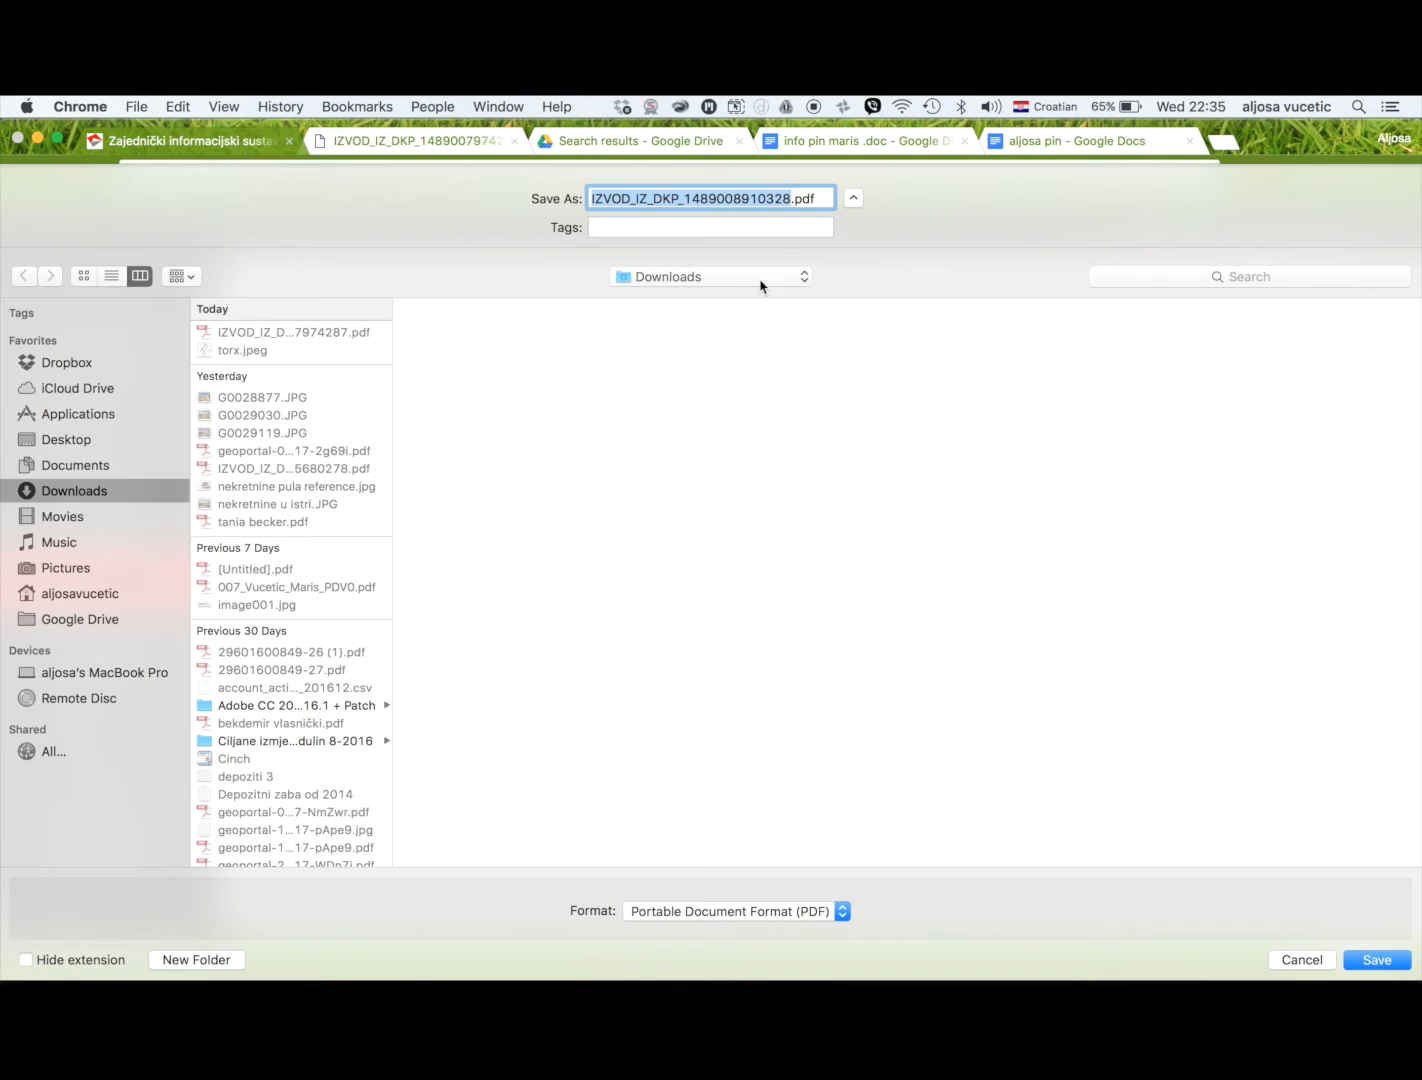 Chrome File Edit View History Bookmarks People Window Help Croatian 65% Wed 22:35 aljosa vucetic
Zajednički informacijski susta IZVOD_IZ_DKP_14890079742 Search results - Google Drive info pin maris .doc - Google D aljosa pin - Google Docs Aljosa
Save As: IZVOD_IZ_DKP_1489008910328.pdf
Tags:
Downloads
Search
Tags
Favorites
Dropbox
iCloud Drive
Applications
Desktop
Documents
Downloads
Movies
Music
Pictures
aljosavucetic
Google Drive
Devices
aljosa's MacBook Pro
Remote Disc
Shared
All...
Today
IZVOD_IZ_D...7974287.pdf
torx.jpeg
Yesterday
G0028877.JPG
G0029030.JPG
G0029119.JPG
geoportal-0...17-2g69i.pdf
IZVOD_IZ_D...5680278.pdf
nekretnine pula reference.jpg
nekretnine u istri.JPG
tania becker.pdf
Previous 7 Days
[Untitled].pdf
007_Vucetic_Maris_PDV0.pdf
image001.jpg
Previous 30 Days
29601600849-26 (1).pdf
29601600849-27.pdf
account_acti..._201612.csv
Adobe CC 20...16.1 + Patch
bekdemir vlasnički.pdf
Ciljane izmje...dulin 8-2016
Cinch
depoziti 3
Depozitni zaba od 2014
geoportal-0...7-NmZwr.pdf
geoportal-1...17-pApe9.jpg
geoportal-1...17-pApe9.pdf
geoportal-2...17-WDn7i.pdf
Format: Portable Document Format (PDF)
Hide extension New Folder Cancel Save